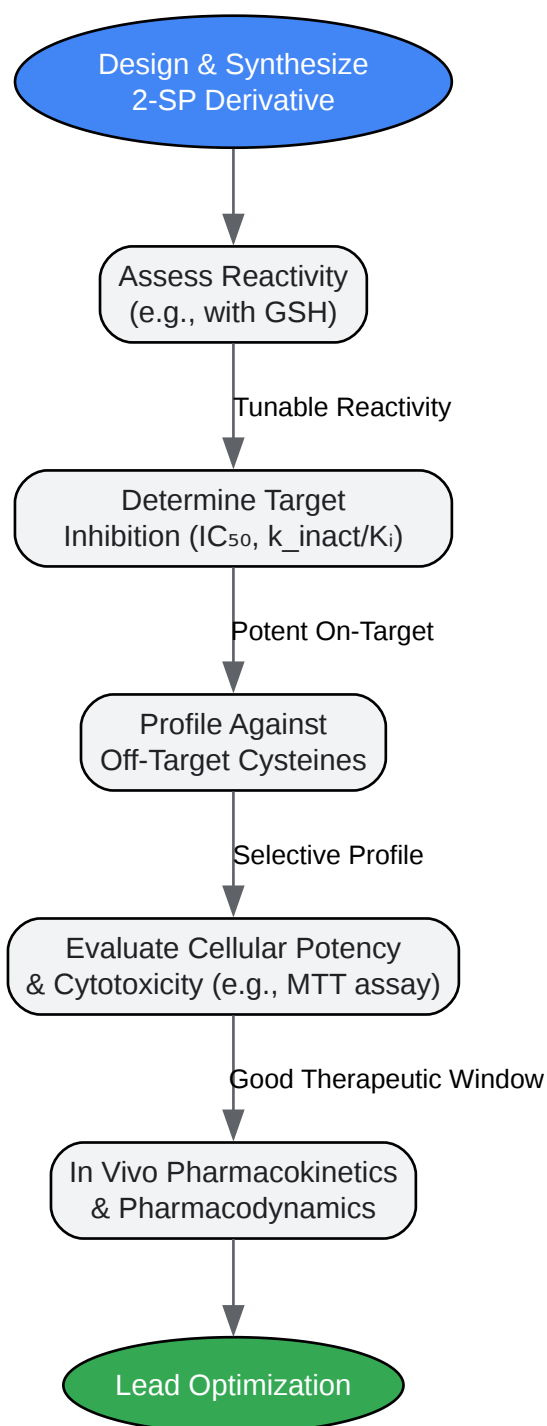 Design & Synthesize
2-SP Derivative
Assess Reactivity
(e.g., with GSH)
Tunable Reactivity
Determine Target
Inhibition (IC₅₀, k_inact/Kᵢ)
Potent On-Target
Profile Against
Off-Target Cysteines
Selective Profile
Evaluate Cellular Potency
& Cytotoxicity (e.g., MTT assay)
Good Therapeutic Window
In Vivo Pharmacokinetics
& Pharmacodynamics
Lead Optimization